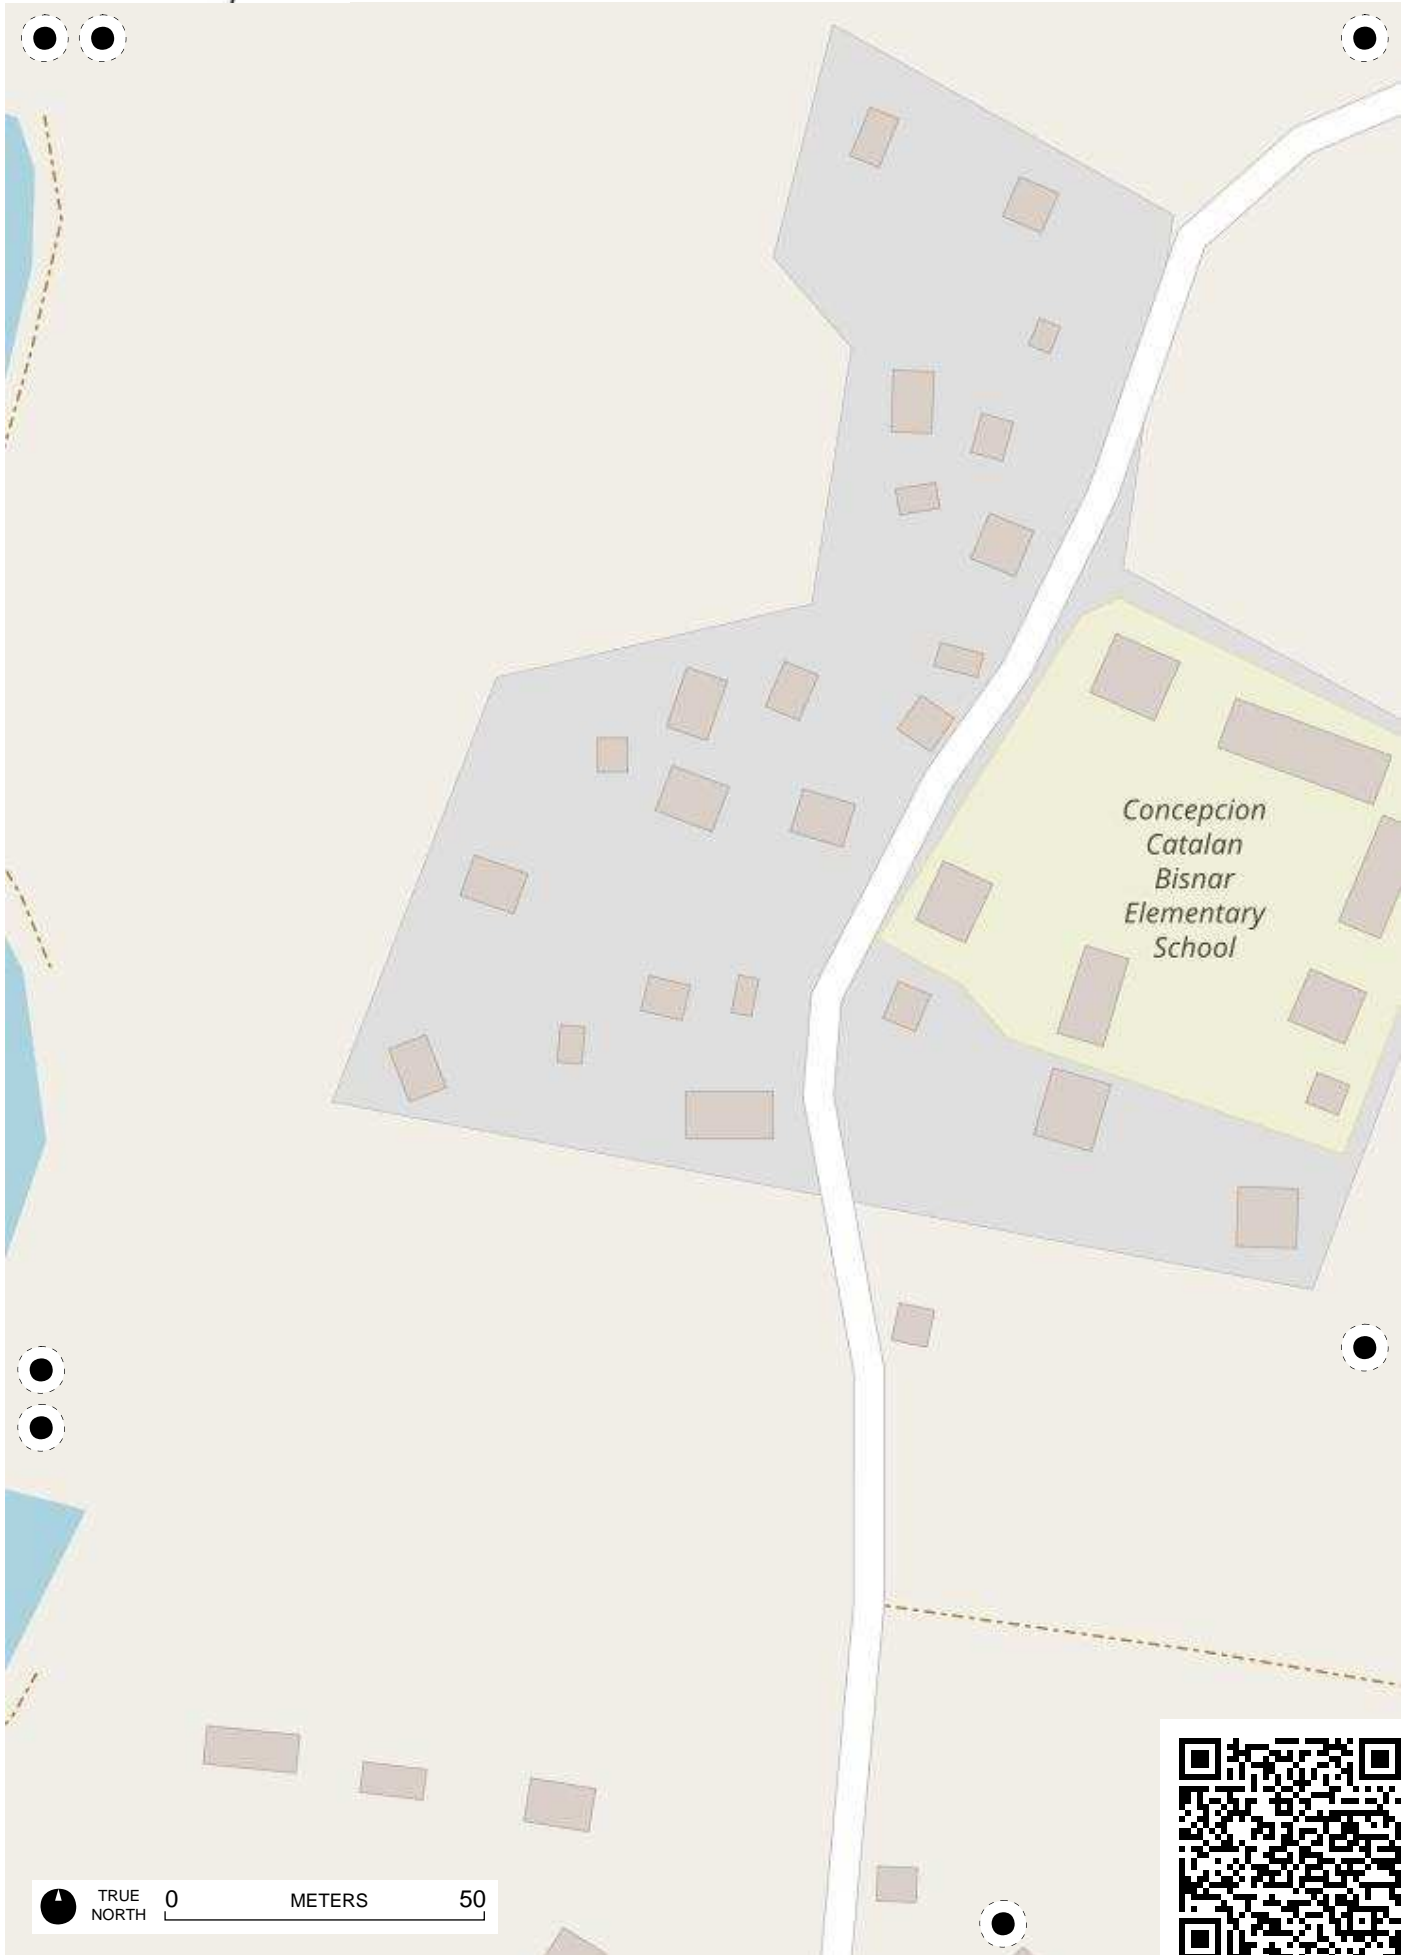 Concepcion
Catalan
Bisnar
Elementary
School
TRUE
NORTH
0 METERS 50